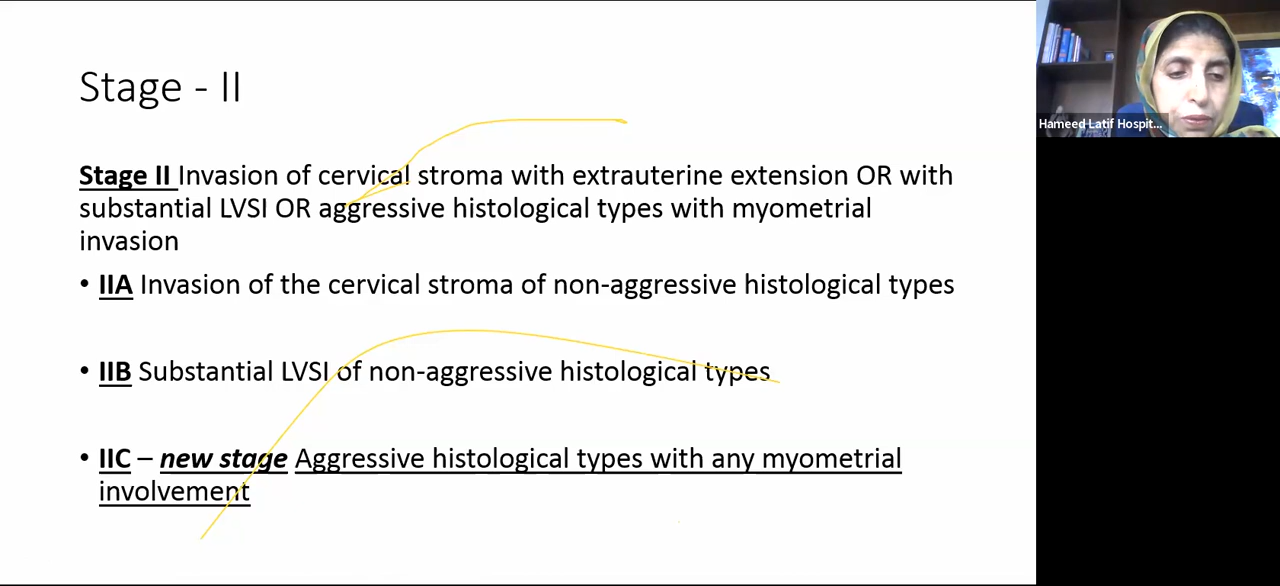 Stage - II
Stage II Invasion of cervical stroma with extrauterine extension OR with
substantial LVSI OR aggressive histological types with myometrial
invasion
• IIA Invasion of the cervical stroma of non-aggressive histological types
• IIB Substantial LVSI of non-aggressive histological types
• IIC – new stage Aggressive histological types with any myometrial
involvement
Hameed Latif Hospit...